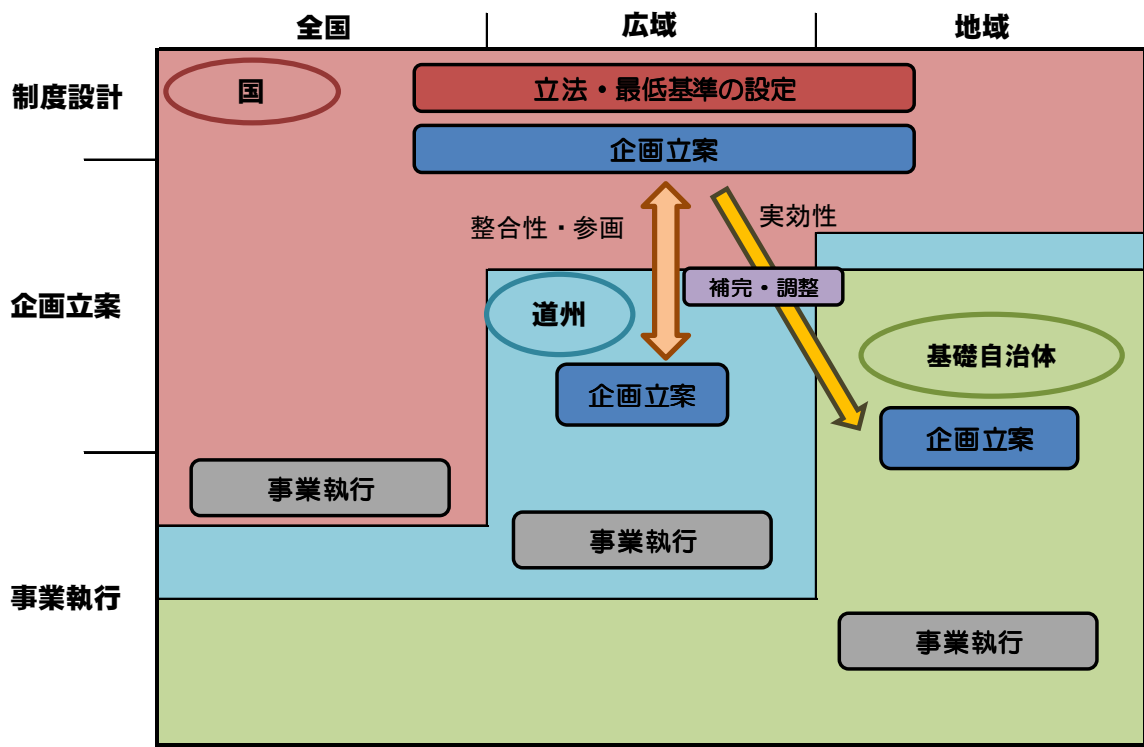 全国
広域
地域
制度設計
国
立法・最低基準の設定
企画立案
整合性・参画
実効性
企画立案
道州
補完・調整
基礎自治体
企画立案
企画立案
事業執行
事業執行
事業執行
事業執行